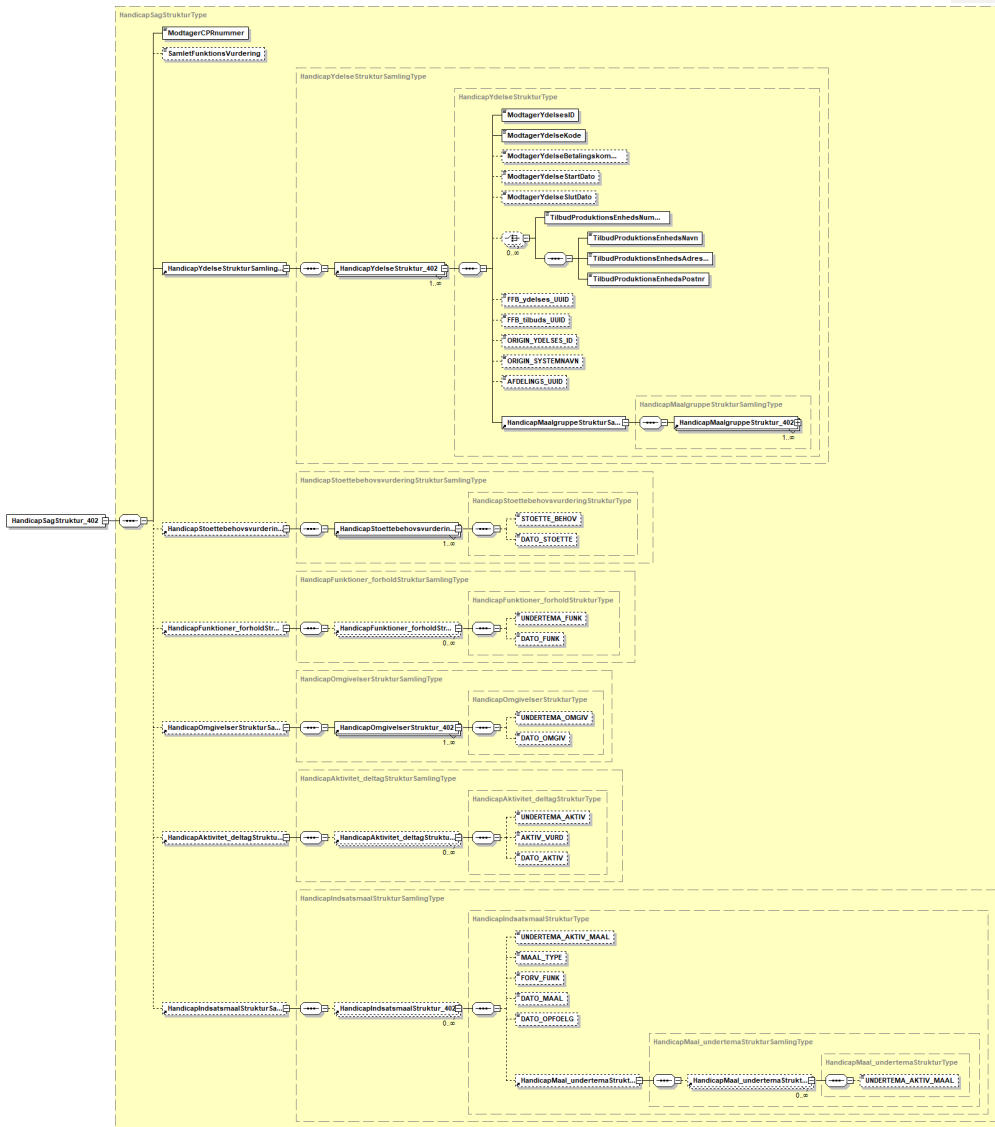 HandicapSagStrukturType
ModtagerCPRnummer
SamletFunktionsVurdering
HandicapYdelseStrukturSamlingType
HandicapYdelseStrukturType
ModtagerYdelsesID
ModtagerYdelseKode
ModtagerYdelseBetalingskom...
ModtagerYdelseStartDato
ModtagerYdelseSlutDato
TilbudProduktionsEnhedsNum...
0..∞
TilbudProduktionsEnhedsNavn
TilbudProduktionsEnhedsAdres...
TilbudProduktionsEnhedsPostnr
HandicapYdelseStrukturSamling...
HandicapYdelseStruktur_402
1..∞
FFB_ydelses_UUID
FFB_tilbuds_UUID
ORIGIN_YDELSES_ID
ORIGIN_SYSTEMNAVN
AFDELINGS_UUID
HandicapMaalgruppeStrukturSamlingType
HandicapMaalgruppeStrukturSa...
HandicapMaalgruppeStruktur_402
1..∞
HandicapStoettebehovsvurderingStrukturSamlingType
HandicapStoettebehovsvurderingStrukturType
HandicapSagStruktur_402
HandicapStoettebehovsvurderin...
HandicapStoettebehovsvurderin...
1..∞
STOETTE_BEHOV
DATO_STOETTE
HandicapFunktioner_forholdStrukturSamlingType
HandicapFunktioner_forholdStrukturType
HandicapFunktioner_forholdStr...
HandicapFunktioner_forholdStr...
0..∞
UNDERTEMA_FUNK
DATO_FUNK
HandicapOmgivelserStrukturSamlingType
HandicapOmgivelserStrukturType
HandicapOmgivelserStrukturSa...
HandicapOmgivelserStruktur_402
1..∞
UNDERTEMA_OMGIV
DATO_OMGIV
HandicapAktivitet_deltagStrukturSamlingType
HandicapAktivitet_deltagStrukturType
HandicapAktivitet_deltagStruktu...
HandicapAktivitet_deltagStruktu...
0..∞
UNDERTEMA_AKTIV
AKTIV_VURD
DATO_AKTIV
HandicapIndsatsmaalStrukturSamlingType
HandicapIndsatsmaalStrukturType
UNDERTEMA_AKTIV_MAAL
MAAL_TYPE
FORV_FUNK
DATO_MAAL
DATO_OPFOELG
HandicapIndsatsmaalStrukturSa...
HandicapIndsatsmaalStruktur_402
0..∞
HandicapMaal_undertemaStrukturSamlingType
HandicapMaal_undertemaStrukturType
HandicapMaal_undertemaStrukt...
HandicapMaal_undertemaStrukt...
0..∞
UNDERTEMA_AKTIV_MAAL